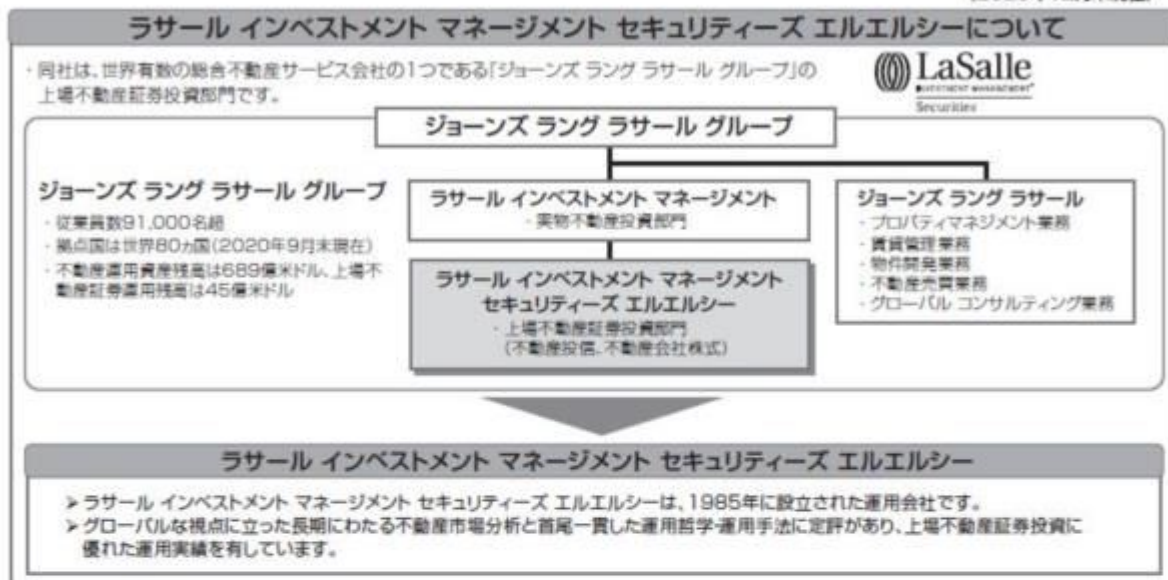 ラサール インベストメント マネージメント セキュリティーズ エルエルシーについて
・同社は、世界有数の総合不動産サービス会社の1つである「ジョーンズ ラング ラサール グループ」の
上場不動産証券投資部門です。
LaSalle
INVESTMENT MANAGEMENT
Securities
ジョーンズ ラング ラサール グループ
ジョーンズ ラング ラサール グループ
・従業員数91,000名超
・拠点国は世界80ヵ国(2020年9月末現在)
・不動産運用資産残高は689億米ドル、上場不
動産証券運用残高は45億米ドル
ラサール インベストメント マネージメント
・実物不動産投資部門
ラサール インベストメント マネージメント
セキュリティーズ エルエルシー
・上場不動産証券投資部門
(不動産投信、不動産会社株式)
ジョーンズ ラング ラサール
・プロパティマネジメント業務
・賃貸管理業務
・物件開発業務
・不動産売買業務
・グローバル コンサルティング業務
ラサール インベストメント マネージメント セキュリティーズ エルエルシー
➢ラサール インベストメント マネージメント セキュリティーズ エルエルシーは、1985年に設立された運用会社です。
➢グローバルな視点に立った長期にわたる不動産市場分析と首尾一貫した運用哲学・運用手法に定評があり、上場不動産証券投資に
優れた運用実績を有しています。